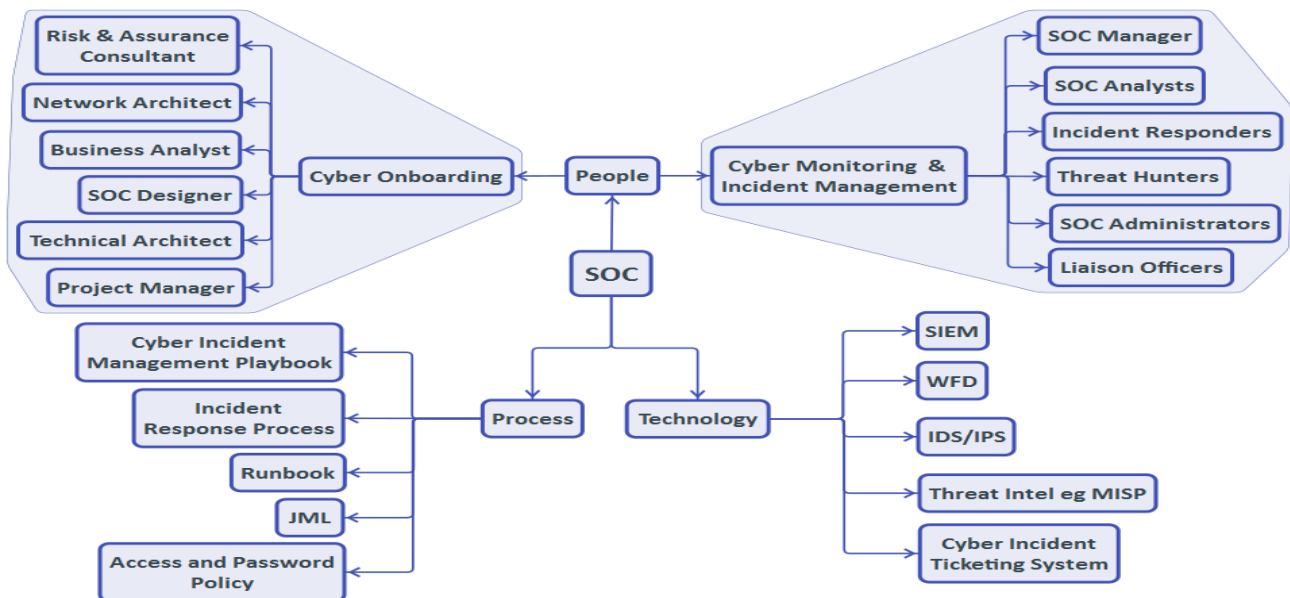 Risk & Assurance
Consultant
Network Architect
Business Analyst
SOC Designer
Technical Architect
Project Manager
Cyber Onboarding
People
Cyber Monitoring &
Incident Management
SOC Manager
SOC Analysts
Incident Responders
Threat Hunters
SOC Administrators
Liaison Officers
SOC
Cyber Incident
Management Playbook
Incident
Response Process
Runbook
JML
Access and Password
Policy
Process
Technology
SIEM
WFD
IDS/IPS
Threat Intel eg MISP
Cyber Incident
Ticketing System